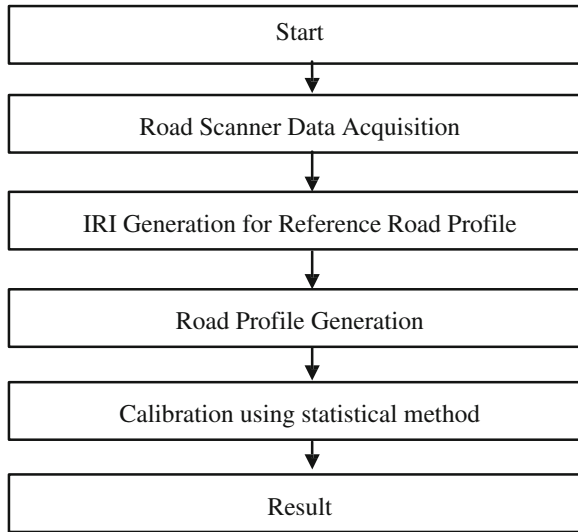 Start
Road Scanner Data Acquisition
IRI Generation for Reference Road Profile
Road Profile Generation
Calibration using statistical method
Result